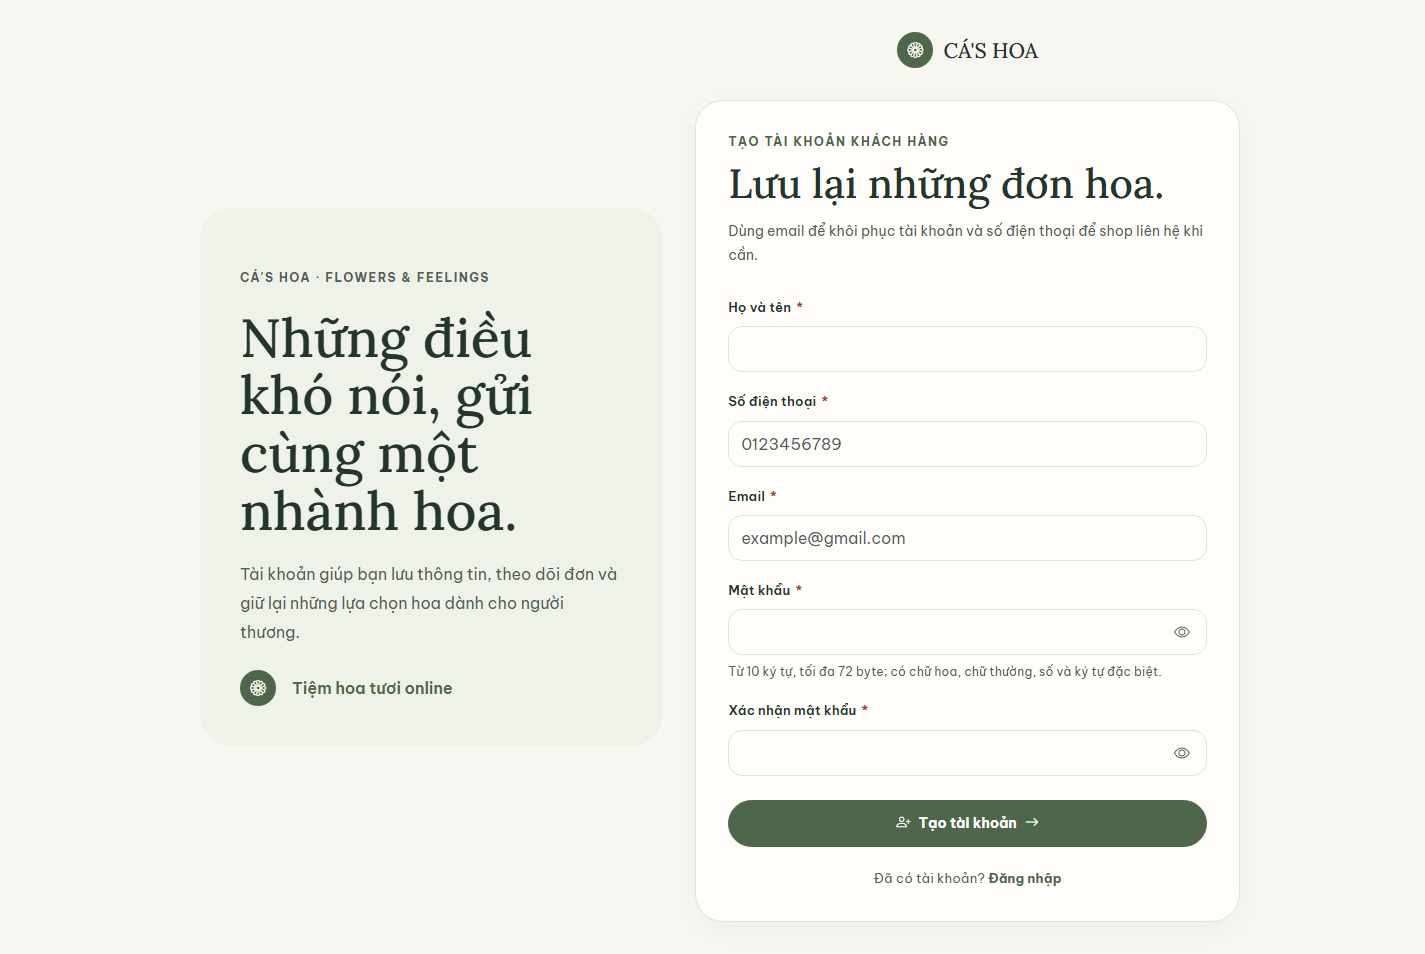 CÁ'S HOA · FLOWERS & FEELINGS
Những điều
khó nói, gửi
cùng một
nhành hoa.
Tài khoản giúp bạn lưu thông tin, theo dõi đơn và
giữ lại những lựa chọn hoa dành cho người
thương.
Tiệm hoa tươi online
CÁ'S HOA
TẠO TÀI KHOẢN KHÁCH HÀNG
Lưu lại những đơn hoa.
Dùng email để khôi phục tài khoản và số điện thoại để shop liên hệ khi
cần.
Họ và tên *
Số điện thoại *
0123456789
Email *
example@gmail.com
Mật khẩu *
Từ 10 ký tự, tối đa 72 byte; có chữ hoa, chữ thường, số và ký tự đặc biệt.
Xác nhận mật khẩu *
Tạo tài khoản →
Đã có tài khoản? Đăng nhập